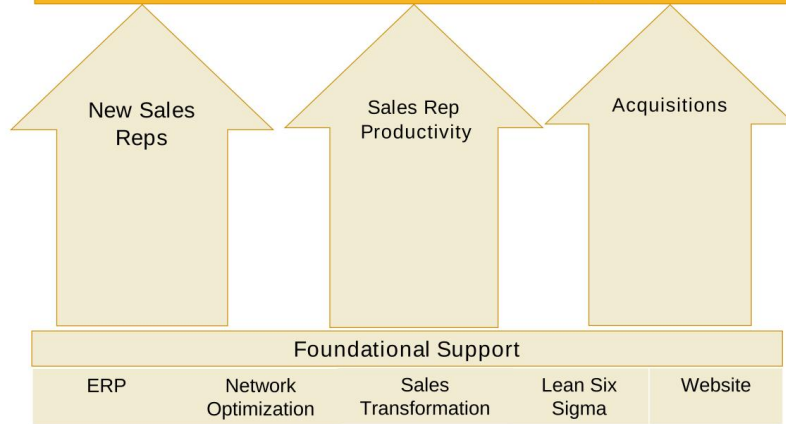 New Sales
Reps
Sales Rep
Productivity
Acquisitions
Foundational Support
ERP
Network
Optimization
Sales
Transformation
Lean Six
Sigma
Website